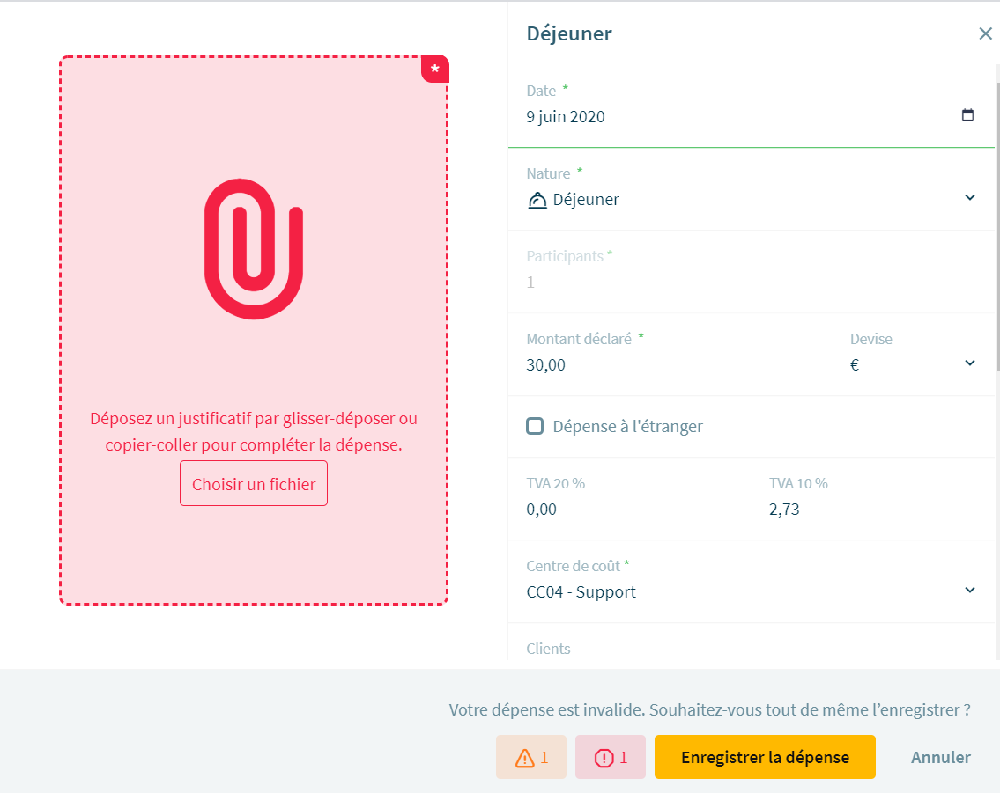 *
Déposez un justificatif par glisser-déposer ou
copier-coller pour compléter la dépense.
Choisir un fichier
Déjeuner
Date *
9 juin 2020
Nature *
Déjeuner
Participants *
1
Montant déclaré * Devise
30,00 €
Dépense à l'étranger
TVA 20 % TVA 10 %
0,00 2,73
Centre de coût *
CC04 - Support
Clients
Votre dépense est invalide. Souhaitez-vous tout de même l’enregistrer ?
1 1 Enregistrer la dépense Annuler